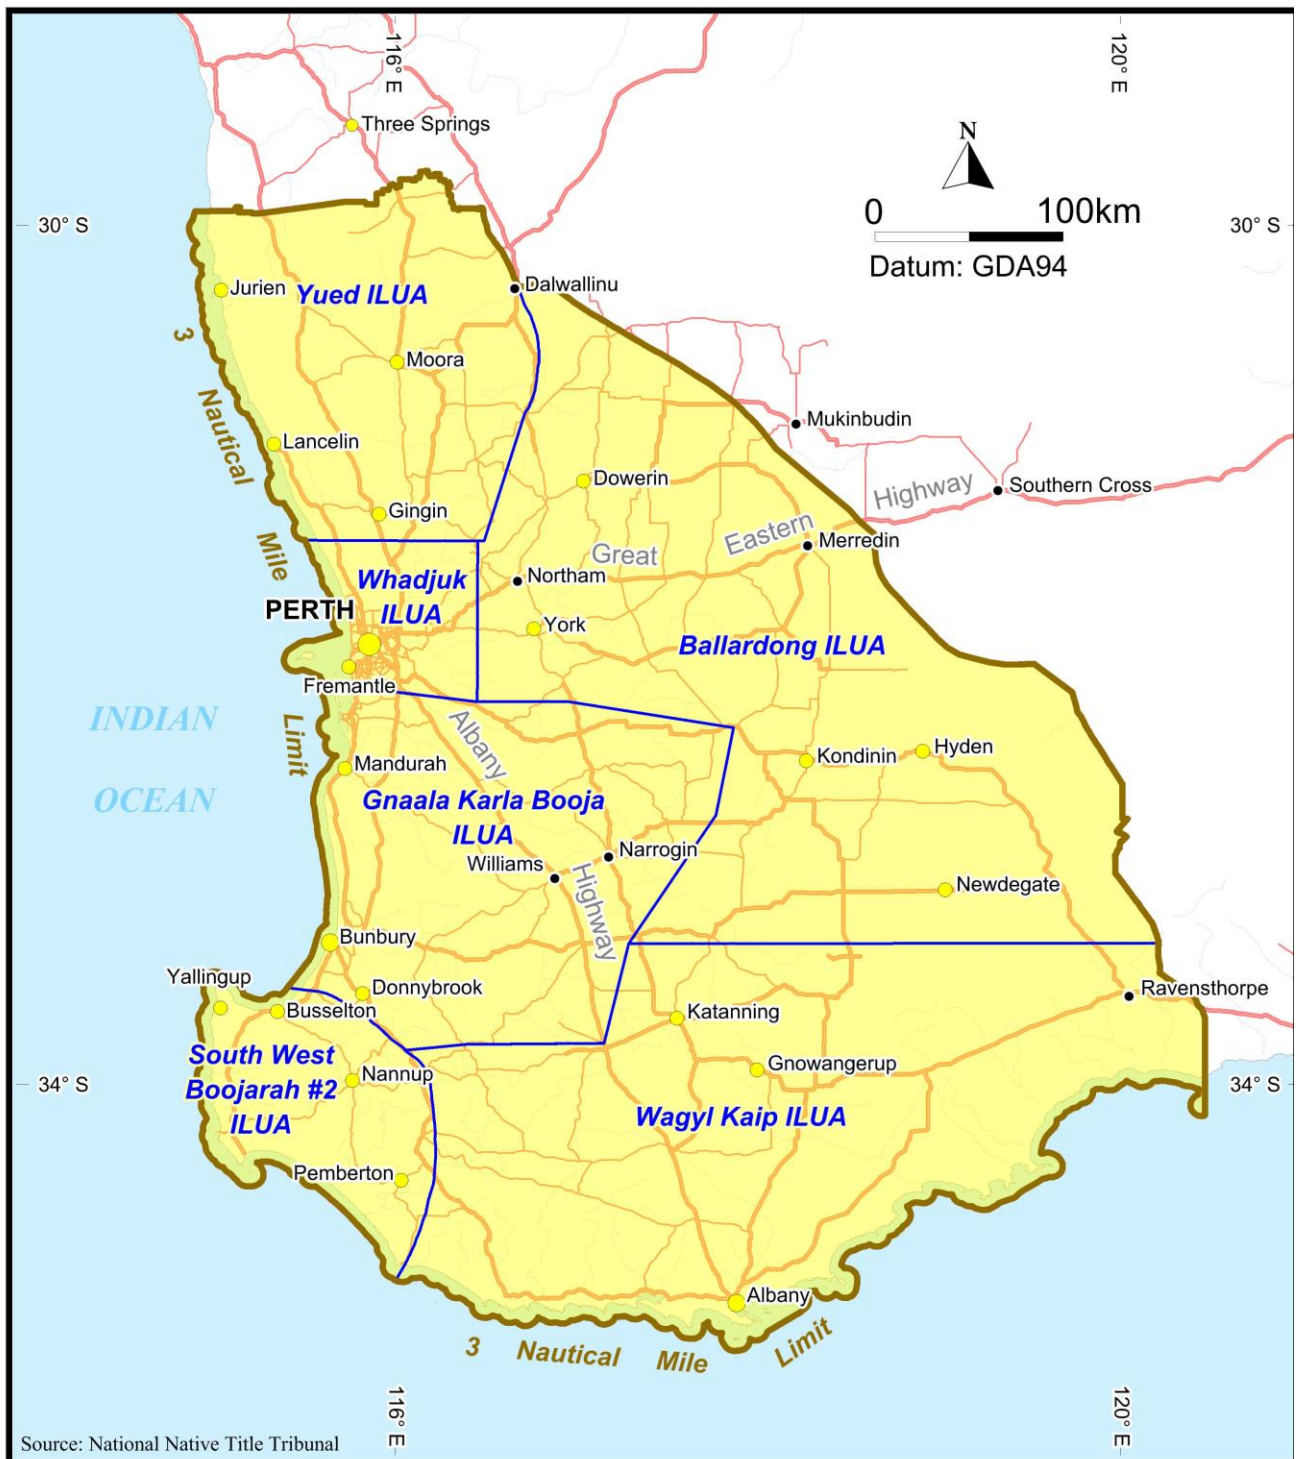 116° E
120° E
Three Springs
N
0 100km
Datum: GDA94
30° S
30° S
Jurien
Yued ILUA
Dalwallinu
3 Nautical Mile Limit
Moora
Mukinbudin
Lancelin
Dowerin
Southern Cross
Gingin
Great Eastern Highway
Merredin
Whadjuk
ILUA
Northam
PERTH
York
Ballardong ILUA
Fremantle
INDIAN
OCEAN
Albany Highway
Mandurah
Kondinin
Hyden
Gnaala Karla Booja
ILUA
Narrogin
Williams
Newdegate
Bunbury
Yallingup
Donnybrook
Busselton
Katanning
Ravensthorpe
South West
Boojarah #2
ILUA
Nannup
Gnowangerup
34° S
34° S
Wagyl Kaip ILUA
Pemberton
Albany
3 Nautical Mile Limit
116° E
120° E
Source: National Native Title Tribunal